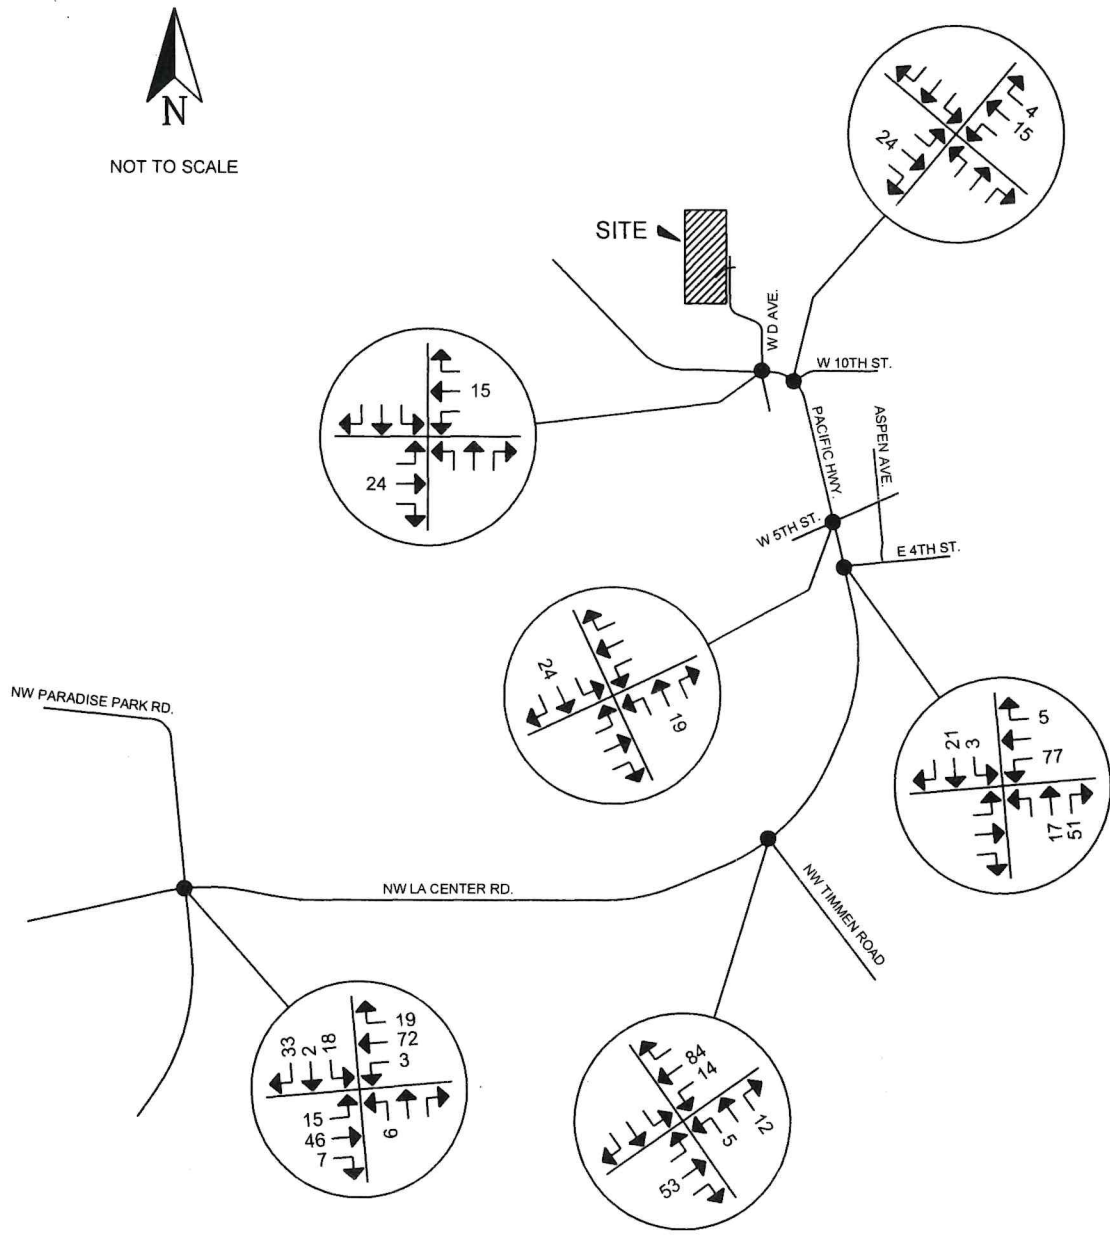 N
NOT TO SCALE
4
15
24
SITE
W D AVE.
W 10TH ST.
15
24
PACIFIC HWY.
ASPEN AVE.
W 5TH ST.
E 4TH ST.
24
19
NW PARADISE PARK RD.
21
3
5
77
17
51
NW LA CENTER RD.
NW TIMMEN ROAD
33
2
18
19
72
3
15
46
7
6
84
14
12
5
53